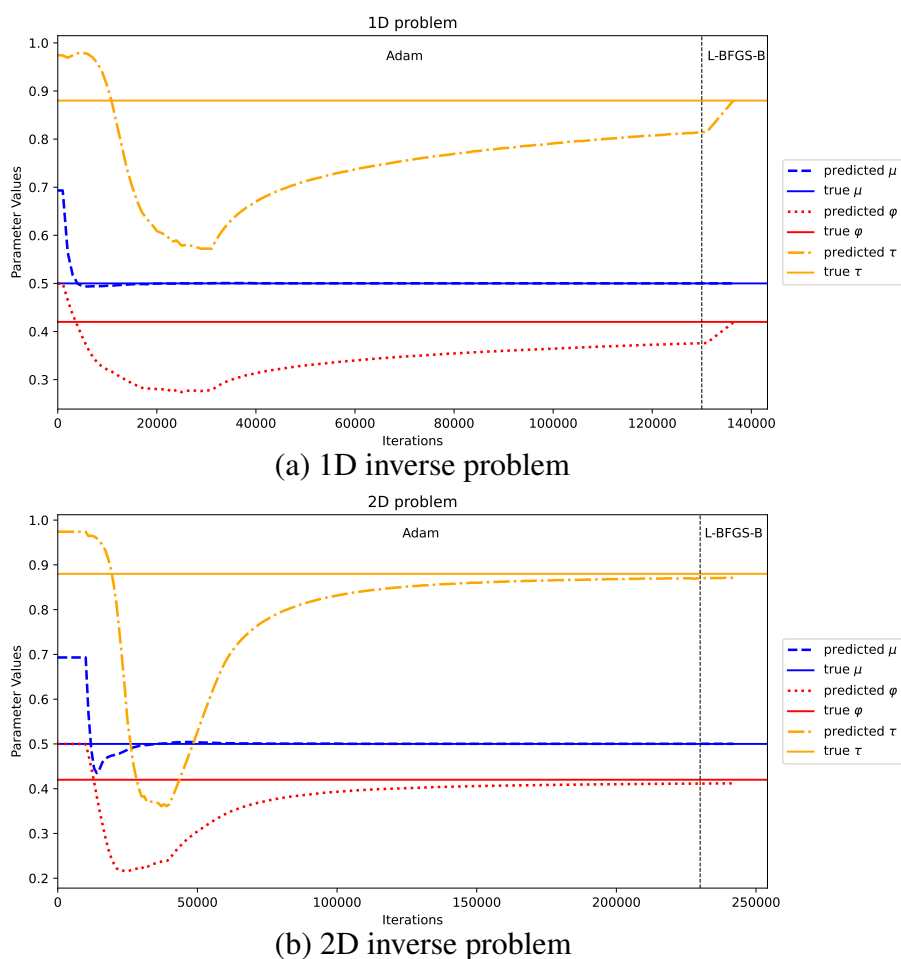 1D problem
Adam
L-BFGS-B
1.0
0.9
0.8
0.7
0.6
0.5
0.4
0.3
Parameter Values
0
20000
40000
60000
80000
100000
120000
140000
Iterations
predicted μ
true μ
predicted φ
true φ
predicted τ
true τ
(a) 1D inverse problem
2D problem
Adam
L-BFGS-B
1.0
0.9
0.8
0.7
0.6
0.5
0.4
0.3
0.2
Parameter Values
0
50000
100000
150000
200000
250000
Iterations
predicted μ
true μ
predicted φ
true φ
predicted τ
true τ
(b) 2D inverse problem